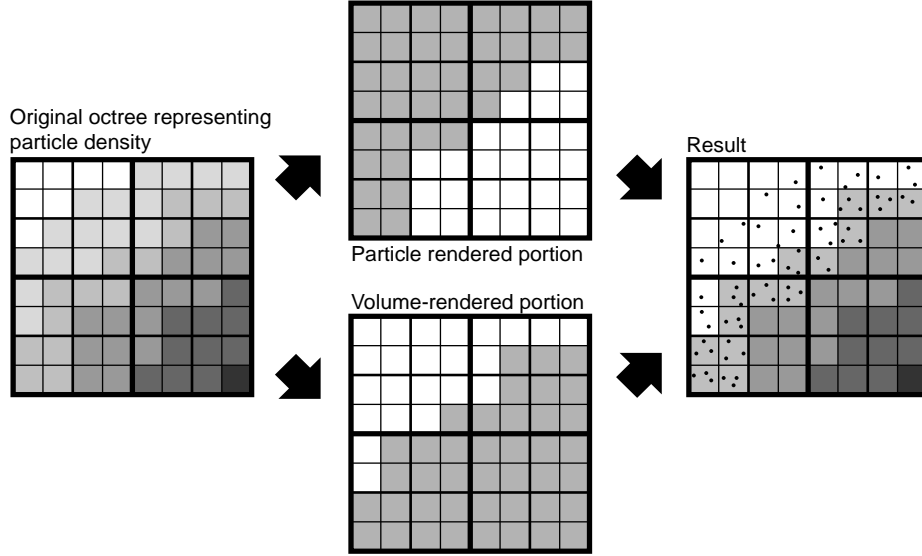 Original octree representing
particle density
Particle rendered portion
Volume-rendered portion
Result